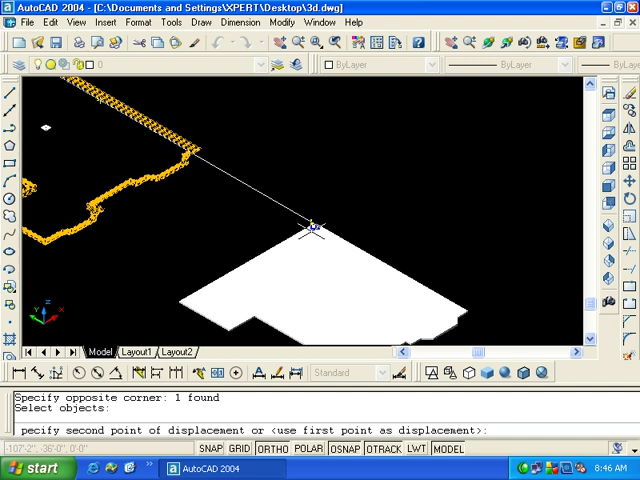 AutoCAD 2004 - [C:\Documents and Settings\XPERT\Desktop\3d.dwg]
File Edit View Insert Format Tools Draw Dimension Modify Window Image Help
0 ByLayer ByLayer ByLayer
Z
Y X
Model Layout1 Layout2
Standard
Specify opposite corner: 1 found
Select objects:
pecify second point of displacement or <use first point as displacement>:
-107'-2", -36'-0", 0'-0" SNAP GRID ORTHO POLAR OSNAP OTRACK LWT MODEL
start AutoCAD 2004 8:46 AM